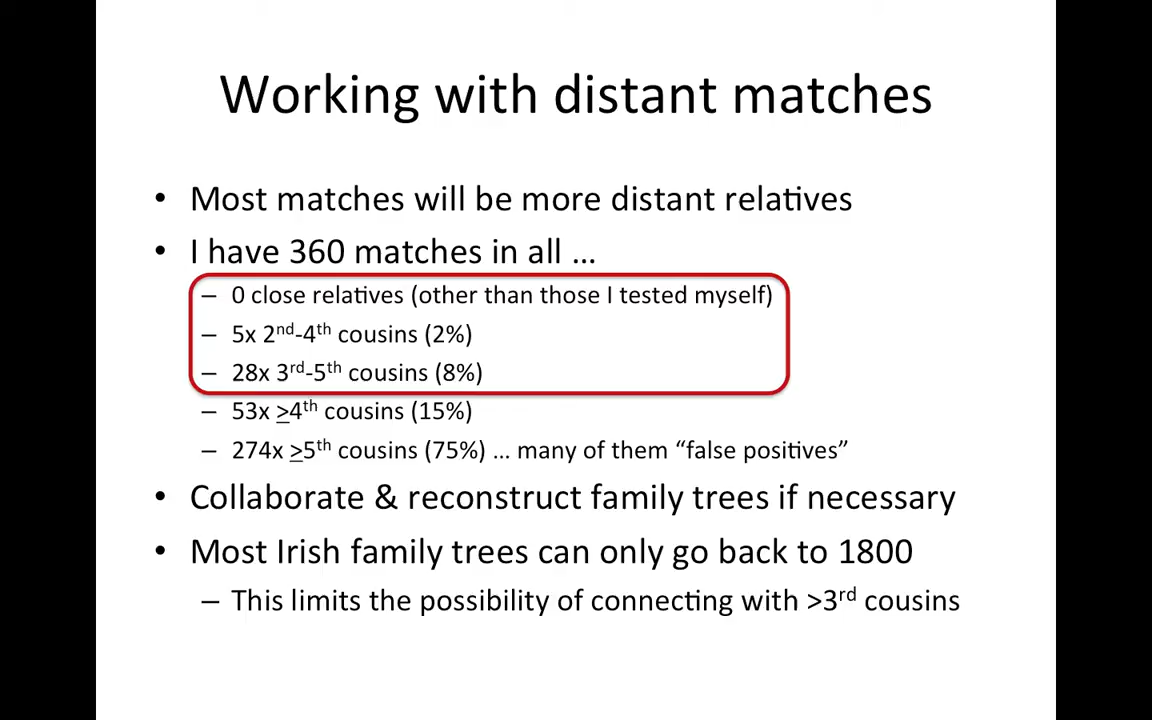 Working with distant matches
• Most matches will be more distant relatives
• I have 360 matches in all ...
– 0 close relatives (other than those I tested myself)
– 5x 2nd-4th cousins (2%)
– 28x 3rd-5th cousins (8%)
– 53x ≥4th cousins (15%)
– 274x ≥5th cousins (75%) ... many of them “false positives”
• Collaborate & reconstruct family trees if necessary
• Most Irish family trees can only go back to 1800
– This limits the possibility of connecting with >3rd cousins